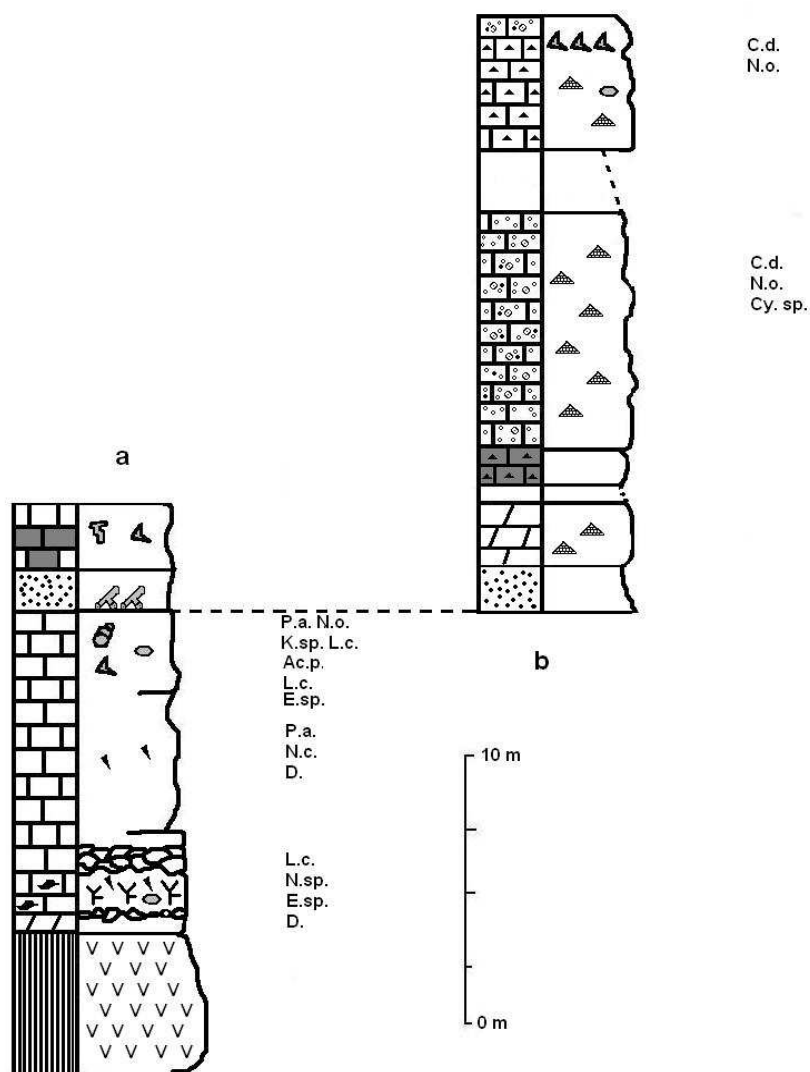 C.d.
N.o.
C.d.
N.o.
Cy. sp.
a
P.a. N.o.
K.sp. L.c.
Ac.p.
L.c.
E.sp.
b
P.a.
N.c.
D.
10 m
L.c.
N.sp.
E.sp.
D.
0 m